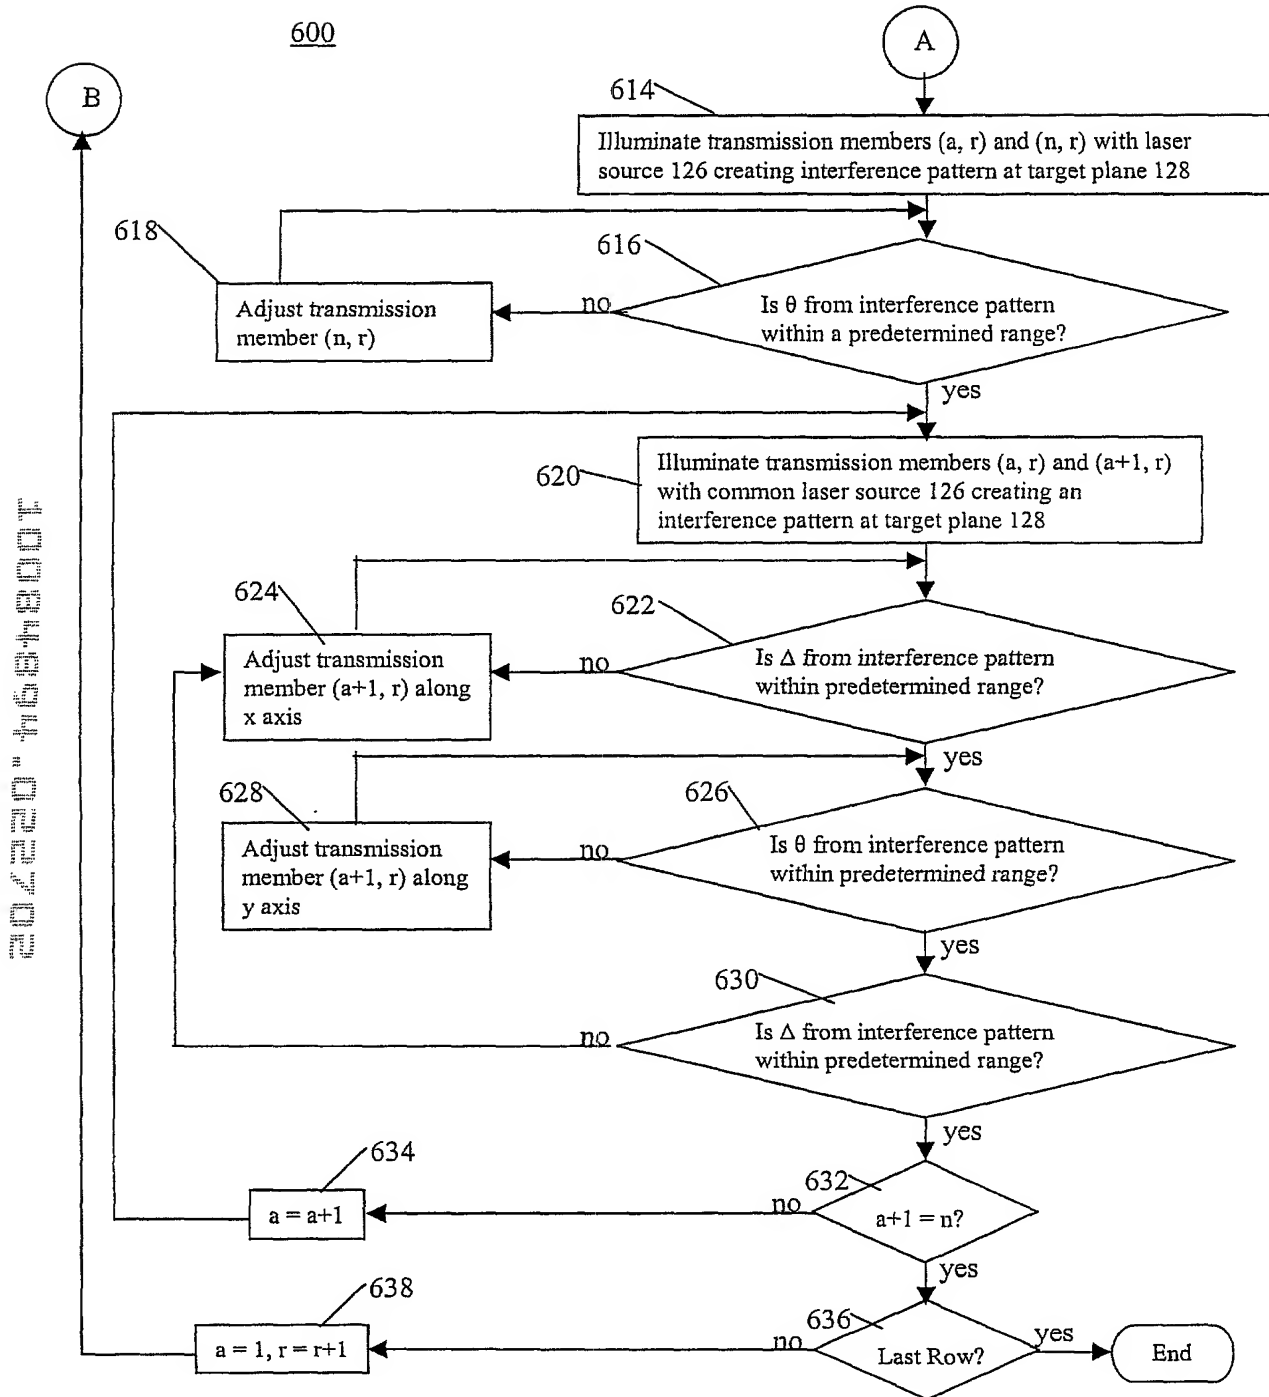 600
A
B
614
Illuminate transmission members (a, r) and (n, r) with laser
source 126 creating interference pattern at target plane 128
618
616
Adjust transmission
member (n, r)
no
Is θ from interference pattern
within a predetermined range?
yes
620
Illuminate transmission members (a, r) and (a+1, r)
with common laser source 126 creating an
interference pattern at target plane 128
624
622
Adjust transmission
member (a+1, r) along
x axis
no
Is Δ from interference pattern
within predetermined range?
yes
628
626
Adjust transmission
member (a+1, r) along
y axis
no
Is θ from interference pattern
within predetermined range?
yes
630
no
Is Δ from interference pattern
within predetermined range?
yes
634
632
a = a+1
no
a+1 = n?
yes
638
636
a = 1, r = r+1
no
Last Row?
yes
End
10084894.022702